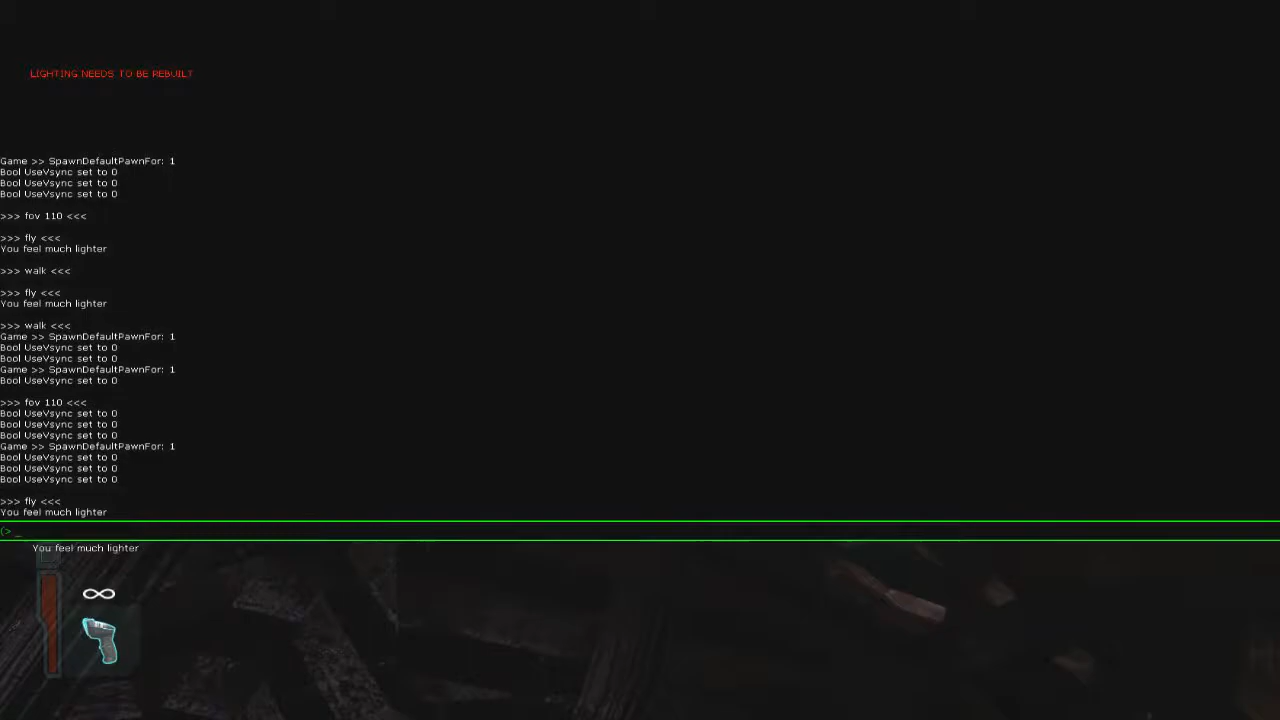 LIGHTING NEEDS TO BE REBUILT
Game >> SpawnDefaultPawnFor: 1
Bool UseVsync set to 0
Bool UseVsync set to 0
Bool UseVsync set to 0
>>> fov 110 <<<
>>> fly <<<
You feel much lighter
>>> walk <<<
>>> fly <<<
You feel much lighter
>>> walk <<<
Game >> SpawnDefaultPawnFor: 1
Bool UseVsync set to 0
Bool UseVsync set to 0
Game >> SpawnDefaultPawnFor: 1
Bool UseVsync set to 0
>>> fov 110 <<<
Bool UseVsync set to 0
Bool UseVsync set to 0
Bool UseVsync set to 0
Game >> SpawnDefaultPawnFor: 1
Bool UseVsync set to 0
Bool UseVsync set to 0
Bool UseVsync set to 0
>>> fly <<<
You feel much lighter
(> _
You feel much lighter
∞